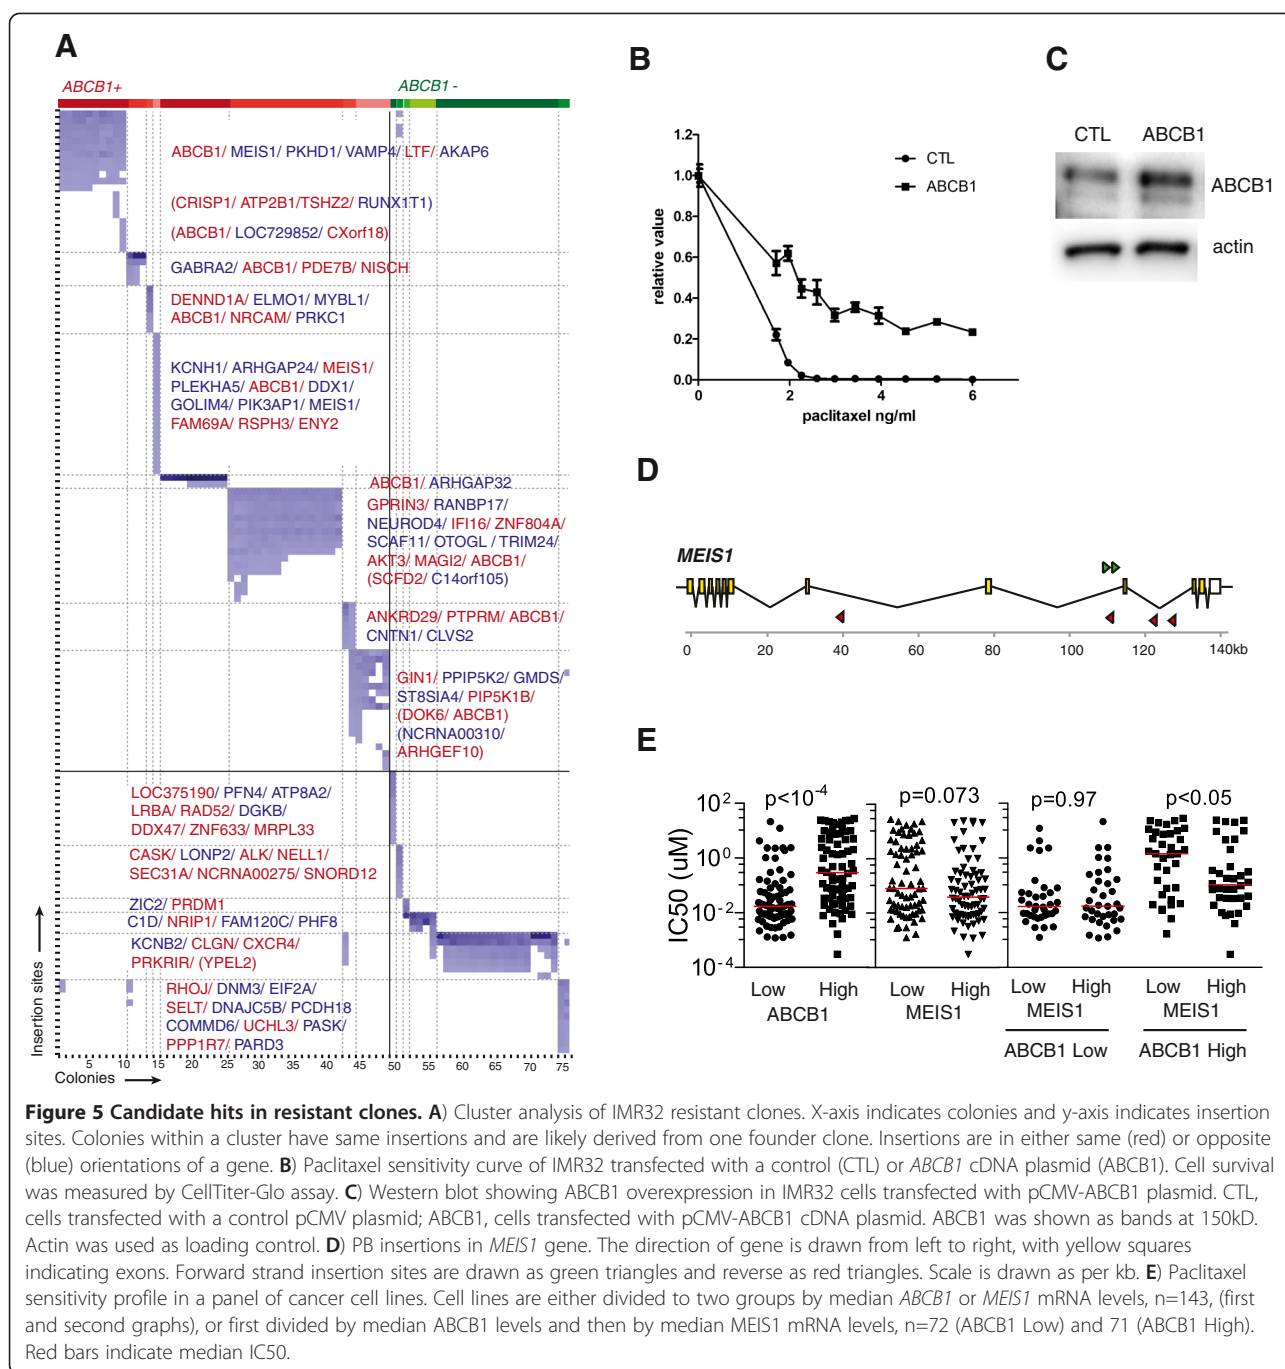 A
ABCB1+
ABCB1 -
ABCB1/ MEIS1/ PKHD1/ VAMP4/ LTF/ AKAP6
(CRISP1/ ATP2B1/TSHZ2/ RUNX1T1)
(ABCB1/ LOC729852/ CXorf18)
GABRA2/ ABCB1/ PDE7B/ NISCH
DENND1A/ ELMO1/ MYBL1/
ABCB1/ NRCAM/ PRKC1
KCNH1/ ARHGAP24/ MEIS1/
PLEKHA5/ ABCB1/ DDX1/
GOLIM4/ PIK3AP1/ MEIS1/
FAM69A/ RSPH3/ ENY2
ABCB1/ ARHGAP32
GPRIN3/ RANBP17/
NEUROD4/ IFI16/ ZNF804A/
SCAF11/ OTOGL/ TRIM24/
AKT3/ MAGI2/ ABCB1/
(SCFD2/ C14orf105)
ANKRD29/ PTPRM/ ABCB1/
CNTN1/ CLVS2
GIN1/ PPIP5K2/ GMDS/
ST8SIA4/ PIP5K1B/
(DOK6/ ABCB1)
(NCRNA00310/
ARHGEF10)
LOC375190/ PFN4/ ATP8A2/
LRBA/ RAD52/ DGKB/
DDX47/ ZNF633/ MRPL33
CASK/ LONP2/ ALK/ NELL1/
SEC31A/ NCRNA00275/ SNORD12
ZIC2/ PRDM1
C1D/ NRIP1/ FAM120C/ PHF8
KCNB2/ CLGN/ CXCR4/
PRKRIR/ (YPEL2)
RHOJ/ DNM3/ EIF2A/
SELT/ DNAJC5B/ PCDH18
COMMD6/ UCHL3/ PASK/
PPP1R7/ PARD3
Insertion sites
5 10 15 20 25 30 35 40 45 50 55 60 65 70 75
Colonies
B
1.2
1.0
0.8
0.6
0.4
0.2
0.0
relative value
CTL
ABCB1
0 2 4 6
paclitaxel ng/ml
C
CTL ABCB1
ABCB1
actin
D
MEIS1
0 20 40 60 80 100 120 140kb
E
p<10-4 p=0.073 p=0.97 p<0.05
IC50 (uM)
10 2
10 0
10 -2
10 -4
Low High Low High Low High Low High
ABCB1 MEIS1 MEIS1 MEIS1
ABCB1 Low ABCB1 High
Figure 5 Candidate hits in resistant clones. A) Cluster analysis of IMR32 resistant clones. X-axis indicates colonies and y-axis indicates insertion
sites. Colonies within a cluster have same insertions and are likely derived from one founder clone. Insertions are in either same (red) or opposite
(blue) orientations of a gene. B) Paclitaxel sensitivity curve of IMR32 transfected with a control (CTL) or ABCB1 cDNA plasmid (ABCB1). Cell survival
was measured by CellTiter-Glo assay. C) Western blot showing ABCB1 overexpression in IMR32 cells transfected with pCMV-ABCB1 plasmid. CTL,
cells transfected with a control pCMV plasmid; ABCB1, cells transfected with pCMV-ABCB1 cDNA plasmid. ABCB1 was shown as bands at 150kD.
Actin was used as loading control. D) PB insertions in MEIS1 gene. The direction of gene is drawn from left to right, with yellow squares
indicating exons. Forward strand insertion sites are drawn as green triangles and reverse as red triangles. Scale is drawn as per kb. E) Paclitaxel
sensitivity profile in a panel of cancer cell lines. Cell lines are either divided to two groups by median ABCB1 or MEIS1 mRNA levels, n=143, (first
and second graphs), or first divided by median ABCB1 levels and then by median MEIS1 mRNA levels, n=72 (ABCB1 Low) and 71 (ABCB1 High).
Red bars indicate median IC50.